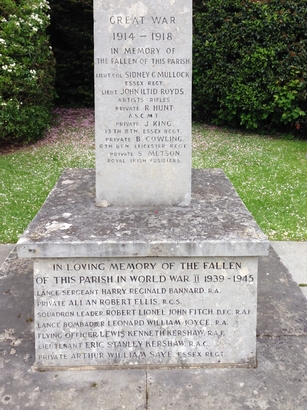 GREAT WAR
1914 - 1918
IN MEMORY OF
THE FALLEN OF THIS PARISH
LIEUT COL SIDNEY C. MULLOCK
ESSEX REGT.
LIEUT JOHN ILTID ROYDS
ARTISTS RIFLES
PRIVATE R. HUNT
A.S.C. M.T.
PRIVATE J. KING
13TH BTN. ESSEX REGT.
PRIVATE B. COWLING
6TH BTN. LEICESTER REGT.
PRIVATE S. METSON
ROYAL IRISH FUSILIERS
IN LOVING MEMORY OF THE FALLEN
OF THIS PARISH IN WORLD WAR II 1939-1945
LANCE SERGEANT HARRY REGINALD BANNARD. R.A.
PRIVATE ALLAN ROBERT ELLIS. R.C.S.
SQUADRON LEADER. ROBERT LIONEL JOHN FITCH. D.F.C. R.A.F.
LANCE BOMBADIER LEONARD WILLIAM JOYCE. R.A.
FLYING OFFICER LEWIS KENNETH KERSHAW. R.A.F.
LIEUTENANT ERIC STANLEY KERSHAW. R.A.C.
PRIVATE ARTHUR WILLIAM SAYE. ESSEX REGT.